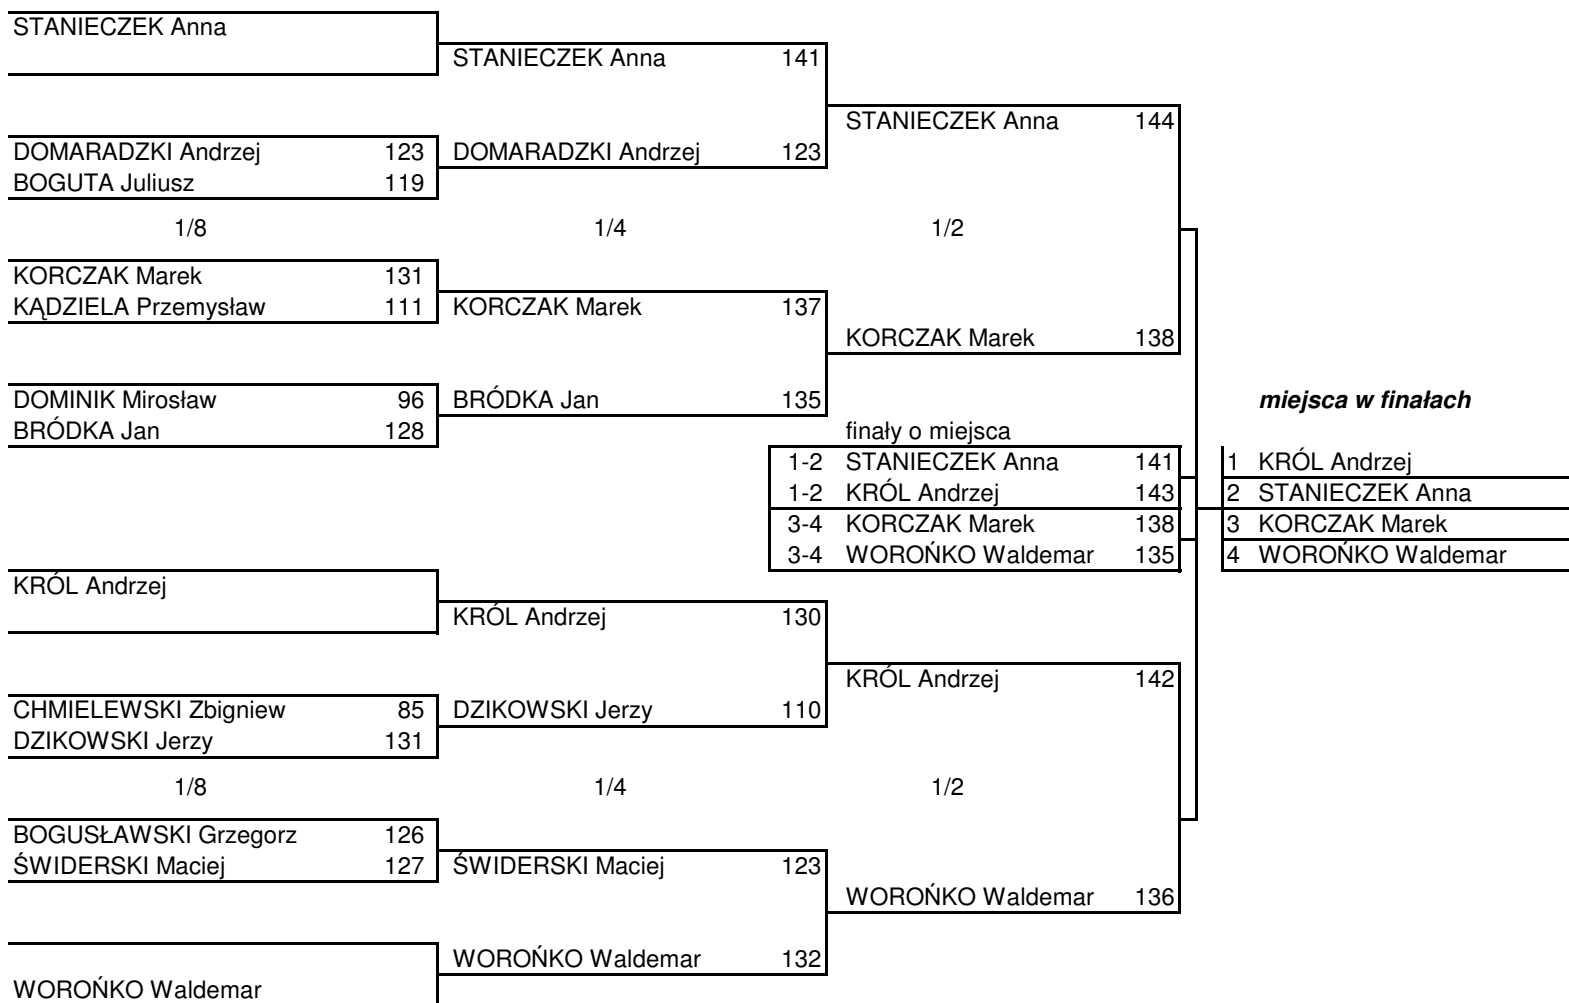 STANIECZEK Anna
STANIECZEK Anna 141
STANIECZEK Anna 144
DOMARADZKI Andrzej 123 DOMARADZKI Andrzej 123
BOGUTA Juliusz 119
1/8 1/4 1/2
KORCZAK Marek 131
KĄDZIELA Przemysław 111 KORCZAK Marek 137
KORCZAK Marek 138
DOMINIK Mirosław 96 BRÓDKA Jan 135 miejsca w finałach
BRÓDKA Jan 128 finały o miejsca
1-2 STANIECZEK Anna 141 1 KRÓL Andrzej
1-2 KRÓL Andrzej 143 2 STANIECZEK Anna
3-4 KORCZAK Marek 138 3 KORCZAK Marek
3-4 WOROŃKO Waldemar 135 4 WOROŃKO Waldemar
KRÓL Andrzej
KRÓL Andrzej 130
KRÓL Andrzej 142
CHMIELEWSKI Zbigniew 85 DZIKOWSKI Jerzy 110
DZIKOWSKI Jerzy 131
1/8 1/4 1/2
BOGUSŁAWSKI Grzegorz 126
ŚWIDERSKI Maciej 127 ŚWIDERSKI Maciej 123
WOROŃKO Waldemar 136
WOROŃKO Waldemar 132
WOROŃKO Waldemar